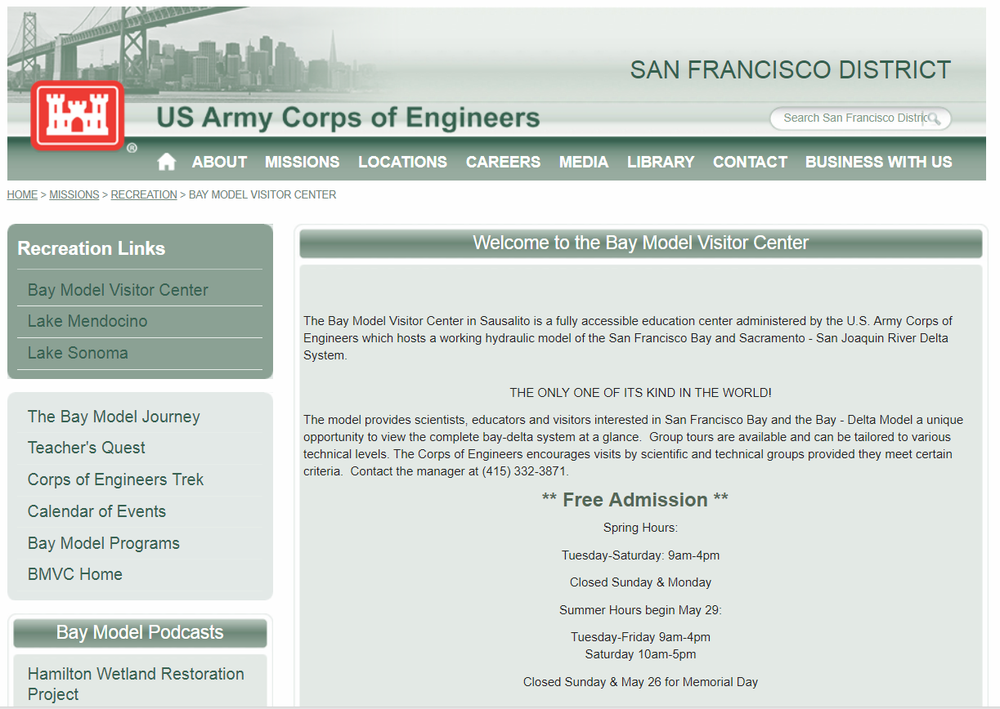 SAN FRANCISCO DISTRICT
US Army Corps of Engineers
Search San Francisco Distric
®
ABOUT MISSIONS LOCATIONS CAREERS MEDIA LIBRARY CONTACT BUSINESS WITH US
HOME > MISSIONS > RECREATION > BAY MODEL VISITOR CENTER
Recreation Links
Bay Model Visitor Center
Lake Mendocino
Lake Sonoma
The Bay Model Journey
Teacher's Quest
Corps of Engineers Trek
Calendar of Events
Bay Model Programs
BMVC Home
Bay Model Podcasts
Hamilton Wetland Restoration
Project
Welcome to the Bay Model Visitor Center
The Bay Model Visitor Center in Sausalito is a fully accessible education center administered by the U.S. Army Corps of
Engineers which hosts a working hydraulic model of the San Francisco Bay and Sacramento - San Joaquin River Delta
System.
THE ONLY ONE OF ITS KIND IN THE WORLD!
The model provides scientists, educators and visitors interested in San Francisco Bay and the Bay - Delta Model a unique
opportunity to view the complete bay-delta system at a glance.  Group tours are available and can be tailored to various
technical levels. The Corps of Engineers encourages visits by scientific and technical groups provided they meet certain
criteria.  Contact the manager at (415) 332-3871.
** Free Admission **
Spring Hours:
Tuesday-Saturday: 9am-4pm
Closed Sunday & Monday
Summer Hours begin May 29:
Tuesday-Friday 9am-4pm
Saturday 10am-5pm
Closed Sunday & May 26 for Memorial Day